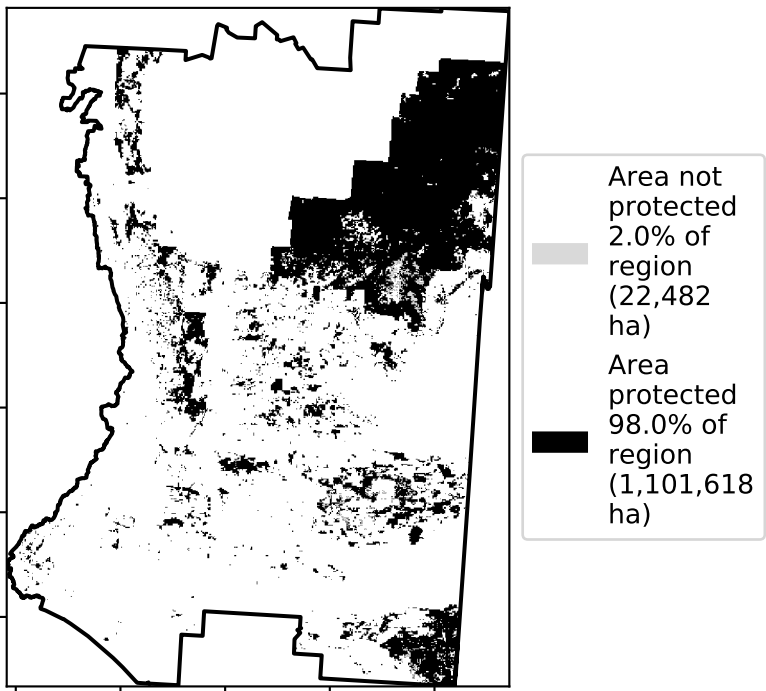 Area not
protected
2.0% of
region
(22,482
ha)
Area
protected
98.0% of
region
(1,101,618
ha)